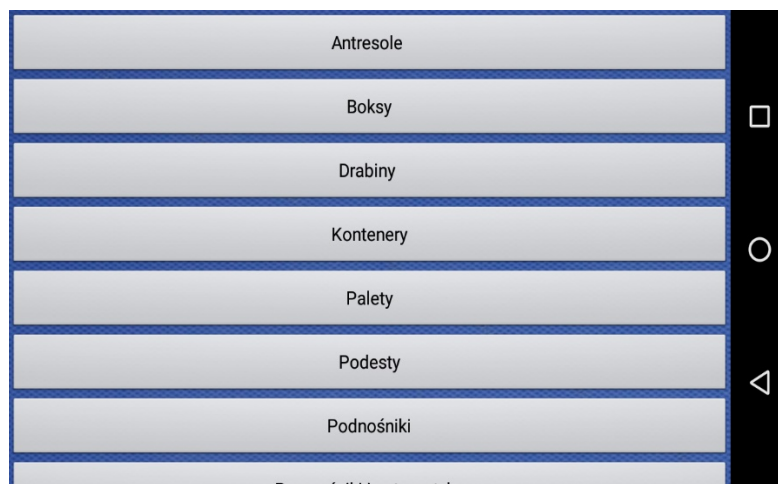 Antresole
Boksy
Drabiny
Kontenery
Palety
Podesty
Podnośniki